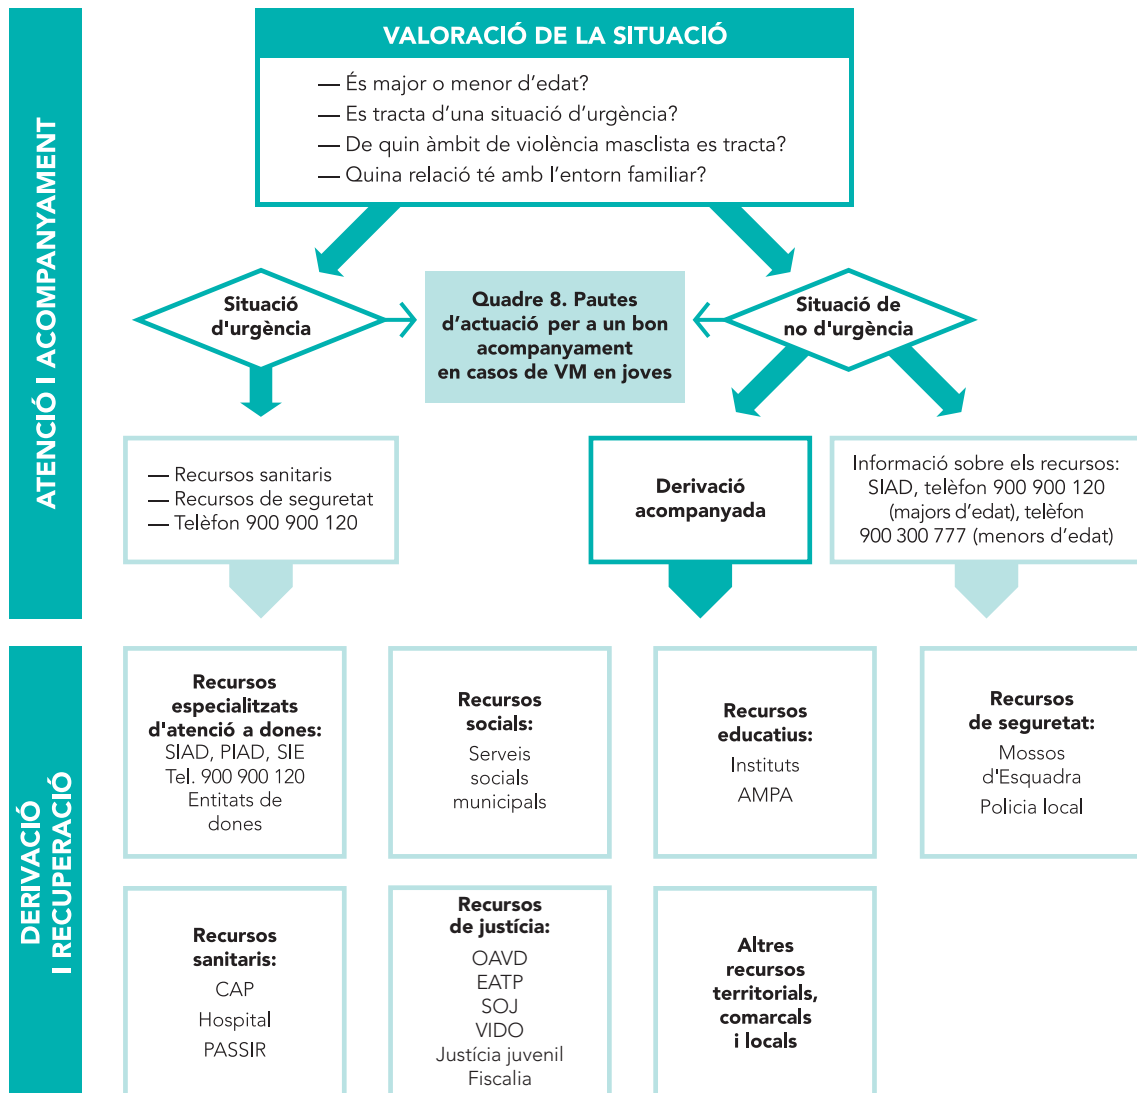 ATENCIÓ I ACOMPANYAMENT
VALORACIÓ DE LA SITUACIÓ
— És major o menor d’edat?
— Es tracta d’una situació d’urgència?
— De quin àmbit de violència masclista es tracta?
— Quina relació té amb l’entorn familiar?
Situació
d'urgència
Quadre 8. Pautes
d’actuació per a un bon
acompanyament
en casos de VM en joves
Situació de
no d'urgència
— Recursos sanitaris
— Recursos de seguretat
— Telèfon 900 900 120
Derivació
acompanyada
Informació sobre els recursos:
SIAD, telèfon 900 900 120
(majors d’edat), telèfon
900 300 777 (menors d’edat)
DERIVACIÓ
I RECUPERACIÓ
Recursos
especialitzats
d'atenció a dones:
SIAD, PIAD, SIE
Tel. 900 900 120
Entitats de
dones
Recursos
socials:
Serveis
socials
municipals
Recursos
educatius:
Instituts
AMPA
Recursos
de seguretat:
Mossos
d'Esquadra
Policia local
Recursos
sanitaris:
CAP
Hospital
PASSIR
Recursos
de justícia:
OAVD
EATP
SOJ
VIDO
Justícia juvenil
Fiscalia
Altres
recursos
territorials,
comarcals
i locals